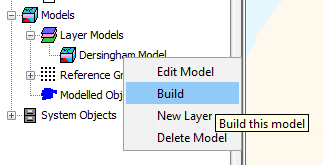 Models
Layer Models
Dersingham Model
Edit Model
Reference Gr
Build
Modelled Obj
New Layer
Build this model
System Objects
Delete Model